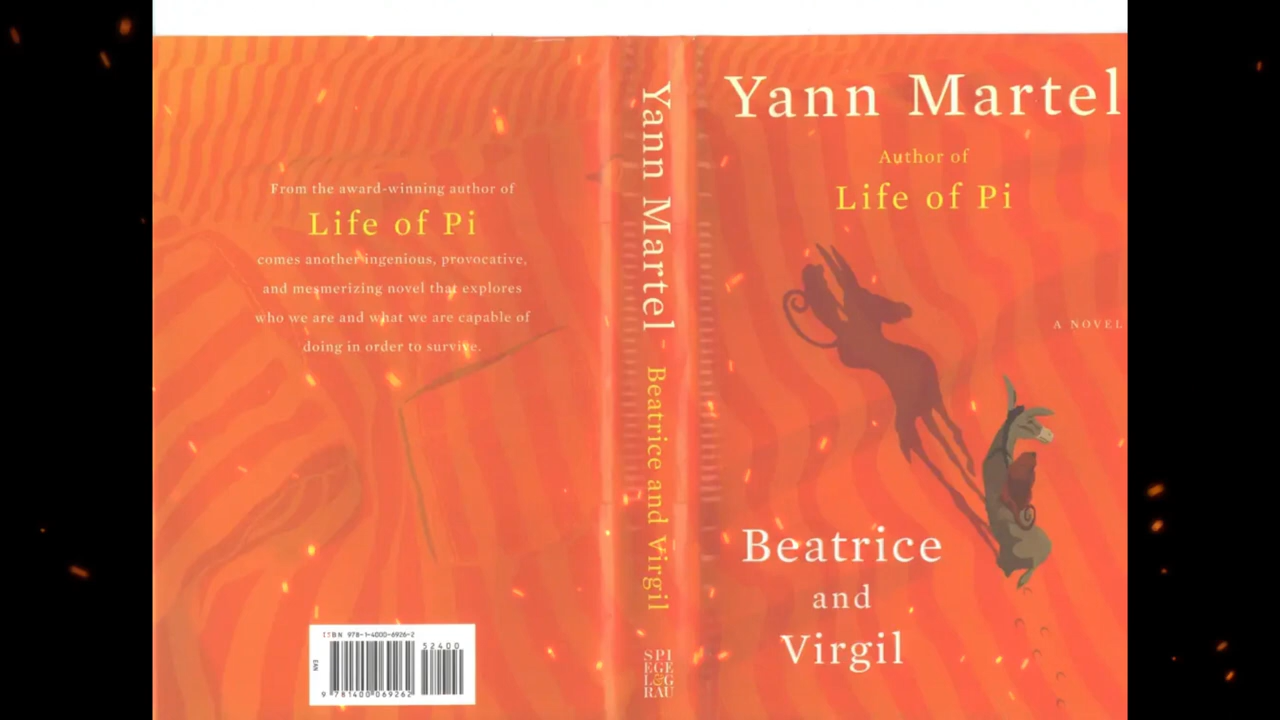 From the award-winning author of
Life of Pi
comes another ingenious, provocative,
and mesmerizing novel that explores
who we are and what we are capable of
doing in order to survive.
ISBN 978-1-4000-6926-2
52400
EAN
9 781400 069262
Yann Martel
Beatrice and Virgil
SPI
EGE
L&G
RAU
Yann Martel
Author of
Life of Pi
A NOVEL
Beatrice
and
Virgil